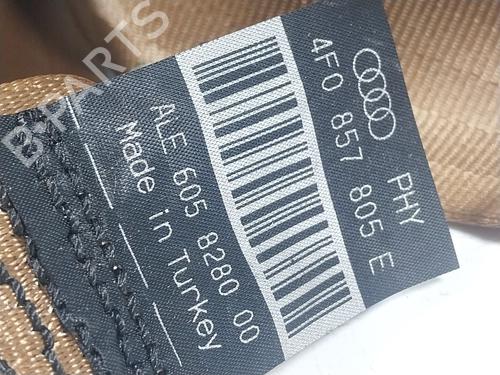 PHY
4F0 857 805 E
ALE 605 8280 00
Made in Turkey
B-PARTS